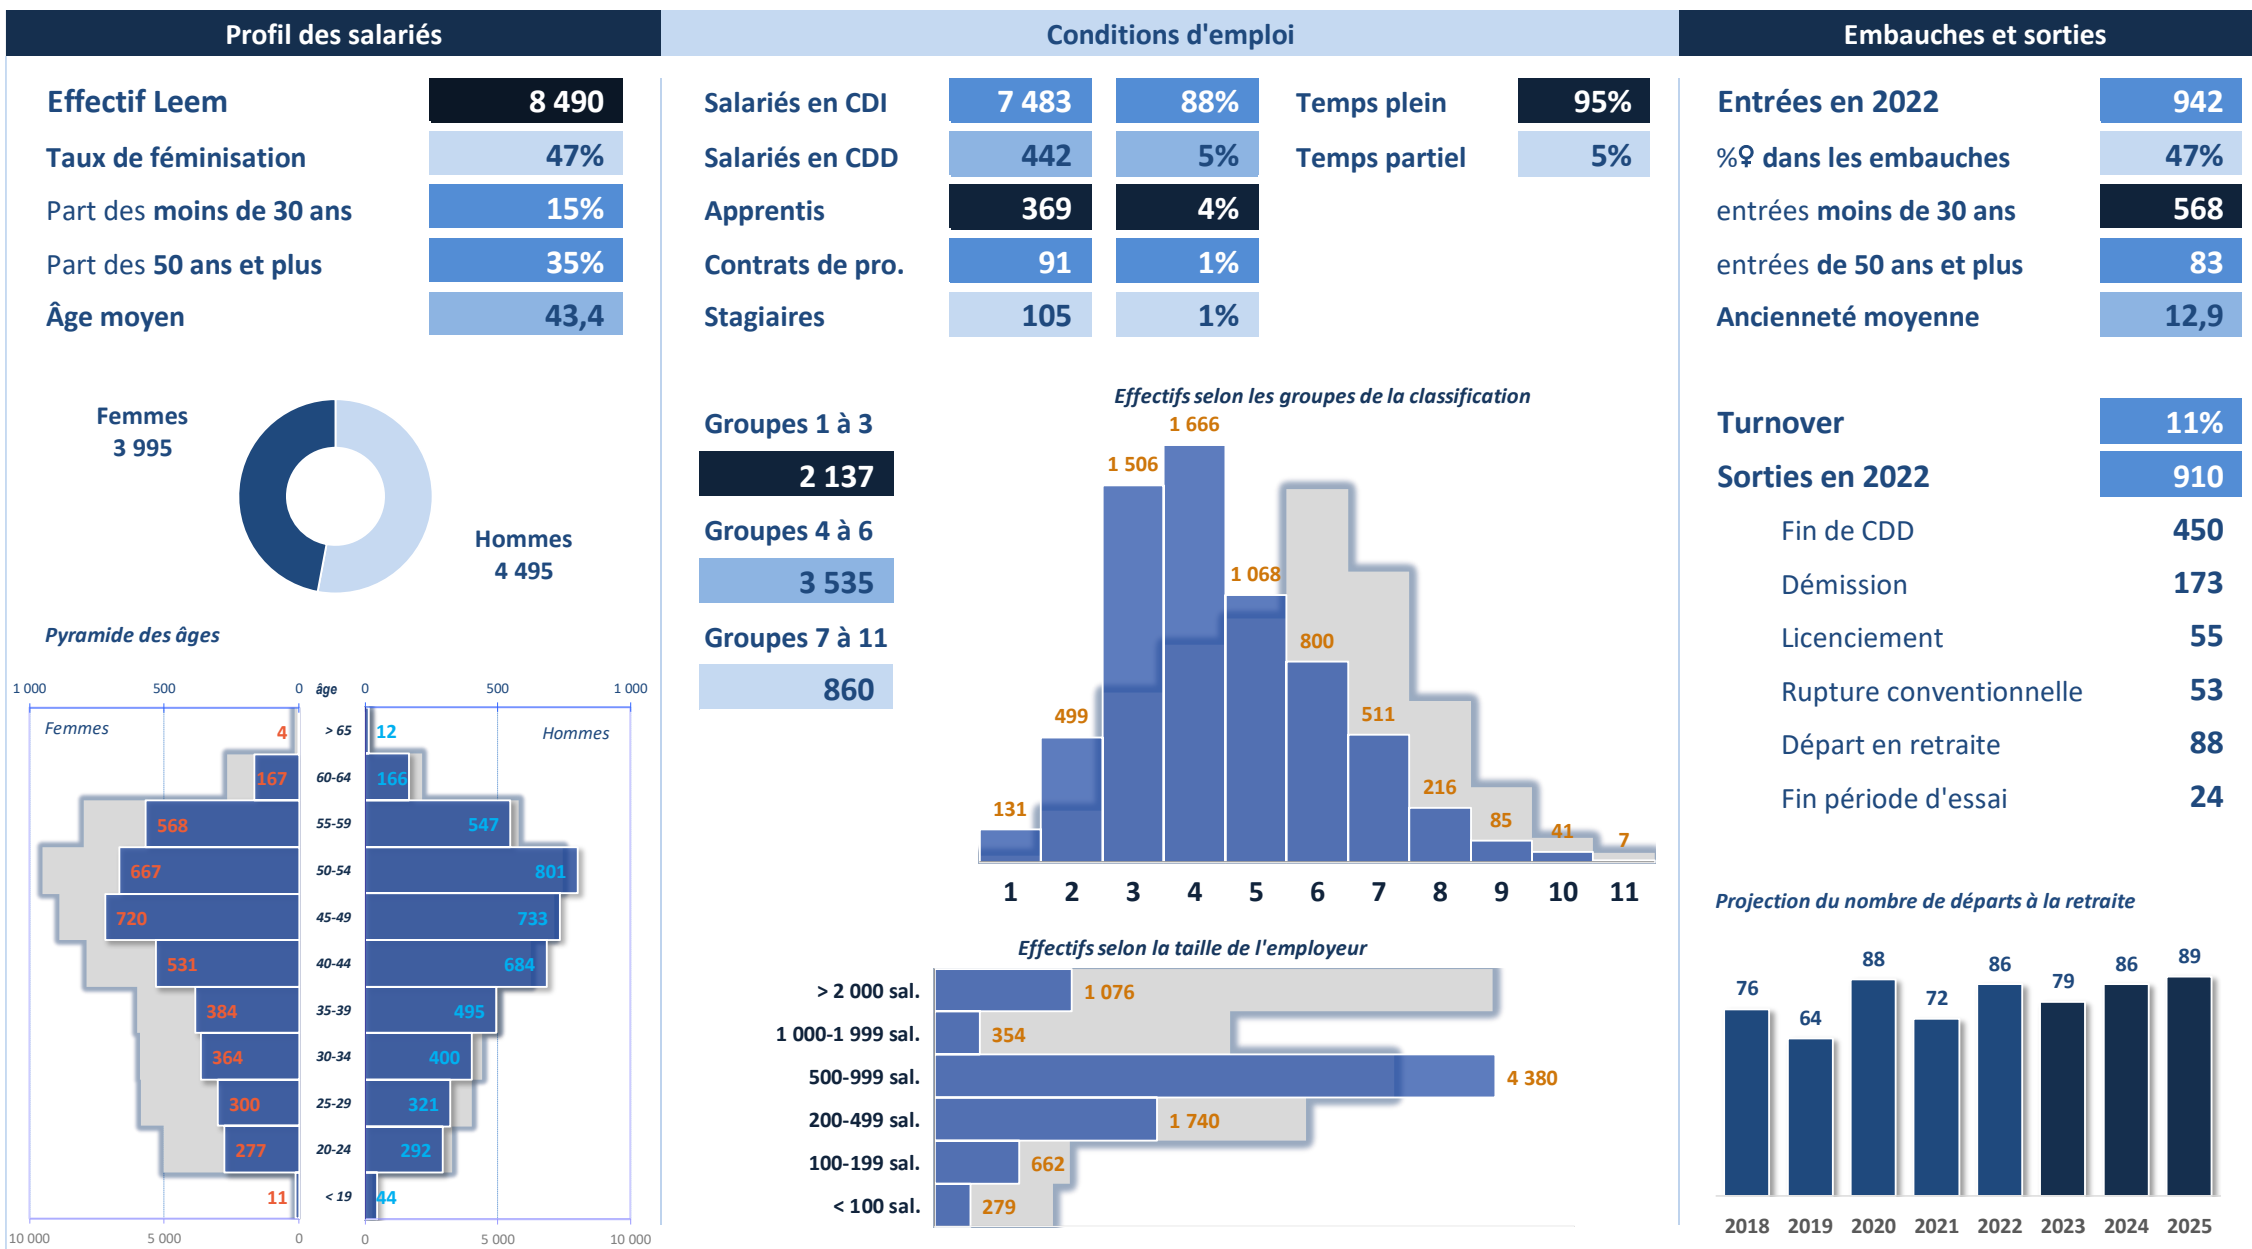 Profil des salariés
Effectif Leem 8 490
Taux de féminisation 47%
Part des moins de 30 ans 15%
Part des 50 ans et plus 35%
Âge moyen 43,4
Femmes
3 995
Hommes
4 495
Pyramide des âges
1 000 500 0 âge 0 500 1 000
Femmes Hommes
4 > 65 12
167 60-64 166
568 55-59 547
667 50-54 801
720 45-49 733
531 40-44 684
384 35-39 495
364 30-34 400
300 25-29 321
277 20-24 292
11 < 19 44
10 000 5 000 0 0 5 000 10 000
Conditions d'emploi
Salariés en CDI 7 483 88% Temps plein 95%
Salariés en CDD 442 5% Temps partiel 5%
Apprentis 369 4%
Contrats de pro. 91 1%
Stagiaires 105 1%
Groupes 1 à 3
2 137
Groupes 4 à 6
3 535
Groupes 7 à 11
860
Effectifs selon les groupes de la classification
131 499 1 506 1 666 1 068 800 511 216 85 41 7
1 2 3 4 5 6 7 8 9 10 11
Effectifs selon la taille de l'employeur
> 2 000 sal. 1 076
1 000-1 999 sal. 354
500-999 sal. 4 380
200-499 sal. 1 740
100-199 sal. 662
< 100 sal. 279
Embauches et sorties
Entrées en 2022 942
%♀ dans les embauches 47%
entrées moins de 30 ans 568
entrées de 50 ans et plus 83
Ancienneté moyenne 12,9
Turnover 11%
Sorties en 2022 910
Fin de CDD 450
Démission 173
Licenciement 55
Rupture conventionnelle 53
Départ en retraite 88
Fin période d'essai 24
Projection du nombre de départs à la retraite
76 64 88 72 86 79 86 89
2018 2019 2020 2021 2022 2023 2024 2025